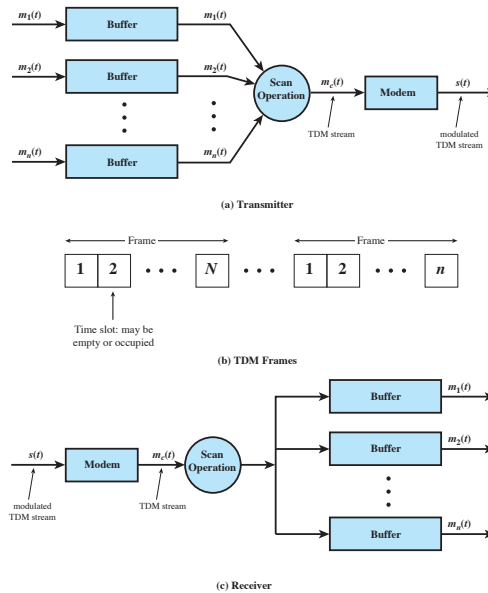 m₁(t) Buffer m₁(t)
m₂(t) Buffer m₂(t)
Scan
Operation
m_c(t) Modem s(t)
TDM stream
modulated
TDM stream
mₙ(t) Buffer mₙ(t)
(a) Transmitter
Frame Frame
1 2 • • • N • • • 1 2 • • • n
Time slot: may be
empty or occupied
(b) TDM Frames
Buffer m₁(t)
s(t) Modem m_c(t)
Scan
Operation
Buffer m₂(t)
modulated
TDM stream
TDM stream
Buffer mₙ(t)
(c) Receiver